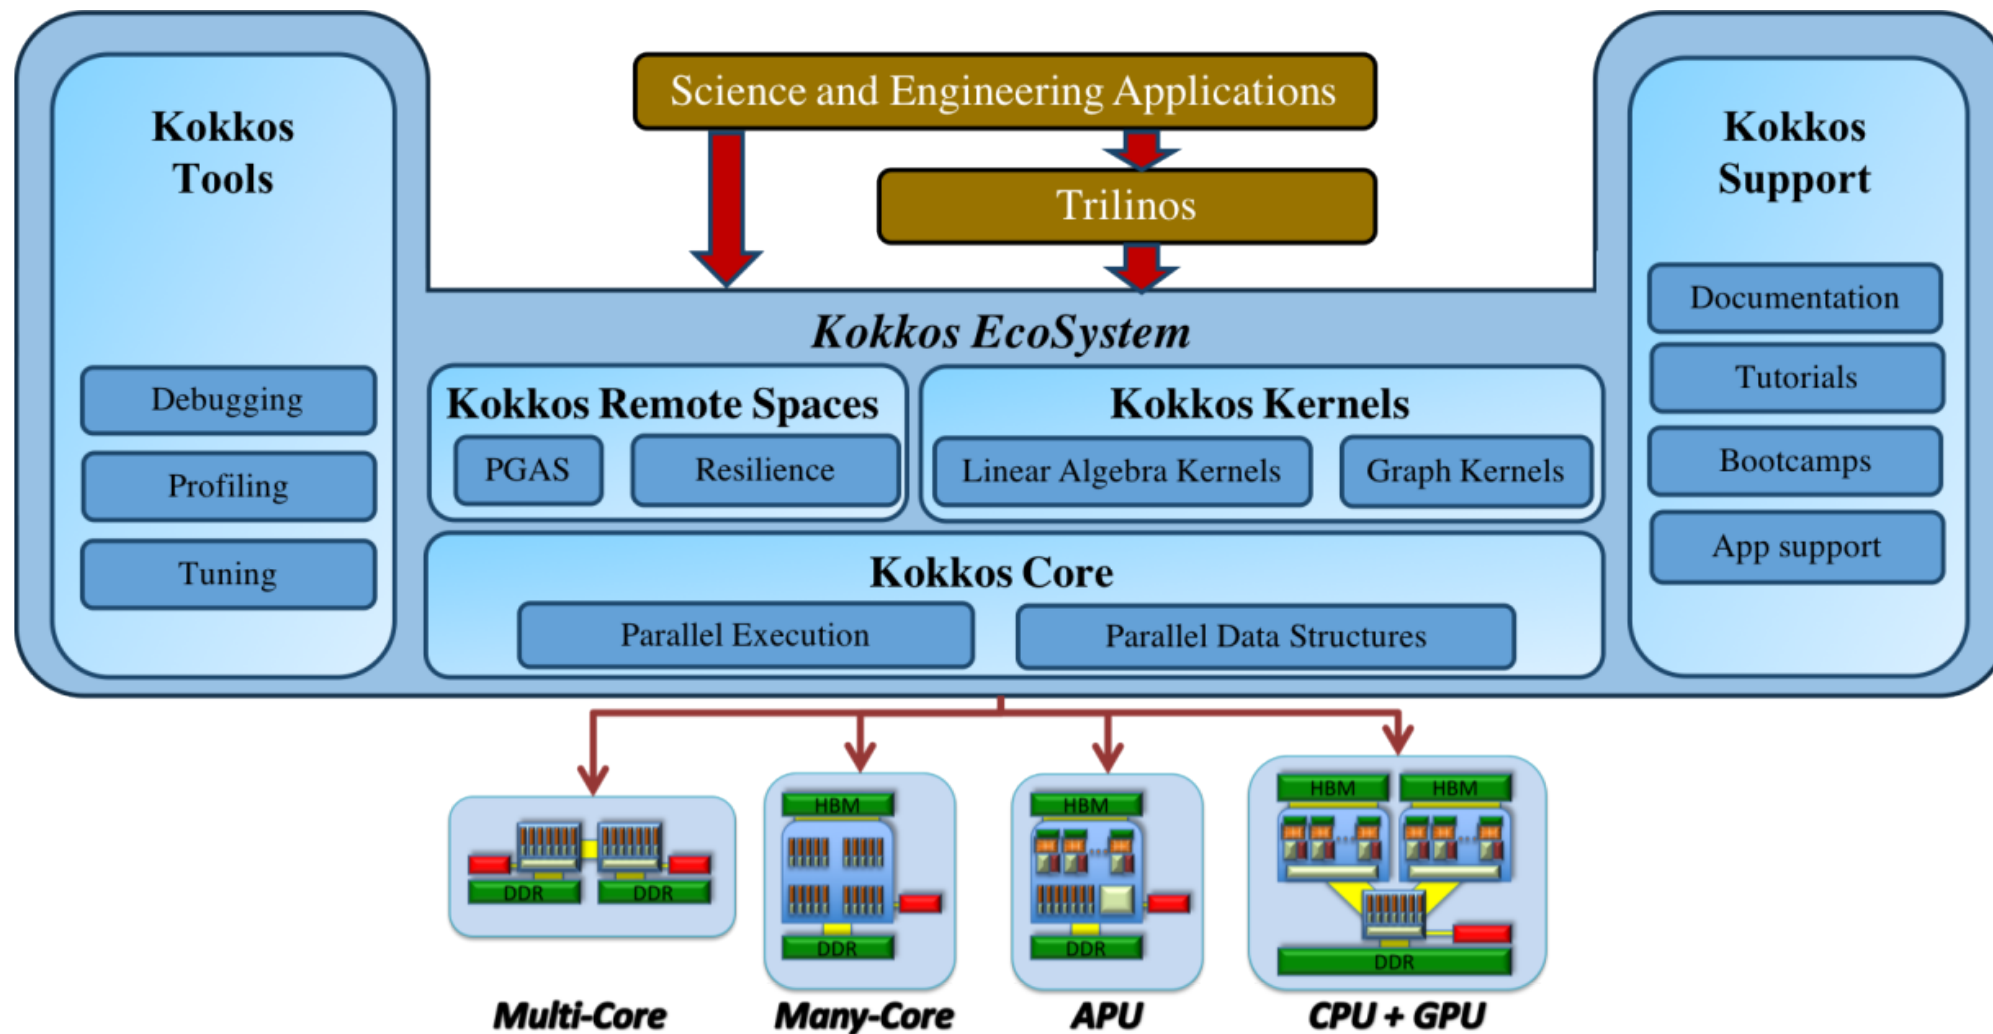 Kokkos
Tools
Debugging
Profiling
Tuning
Science and Engineering Applications
Trilinos
Kokkos EcoSystem
Kokkos Remote Spaces
PGAS
Resilience
Kokkos Kernels
Linear Algebra Kernels
Graph Kernels
Kokkos Core
Parallel Execution
Parallel Data Structures
Kokkos
Support
Documentation
Tutorials
Bootcamps
App support
DDR
DDR
Multi-Core
HBM
DDR
Many-Core
HBM
DDR
APU
HBM
HBM
DDR
CPU + GPU